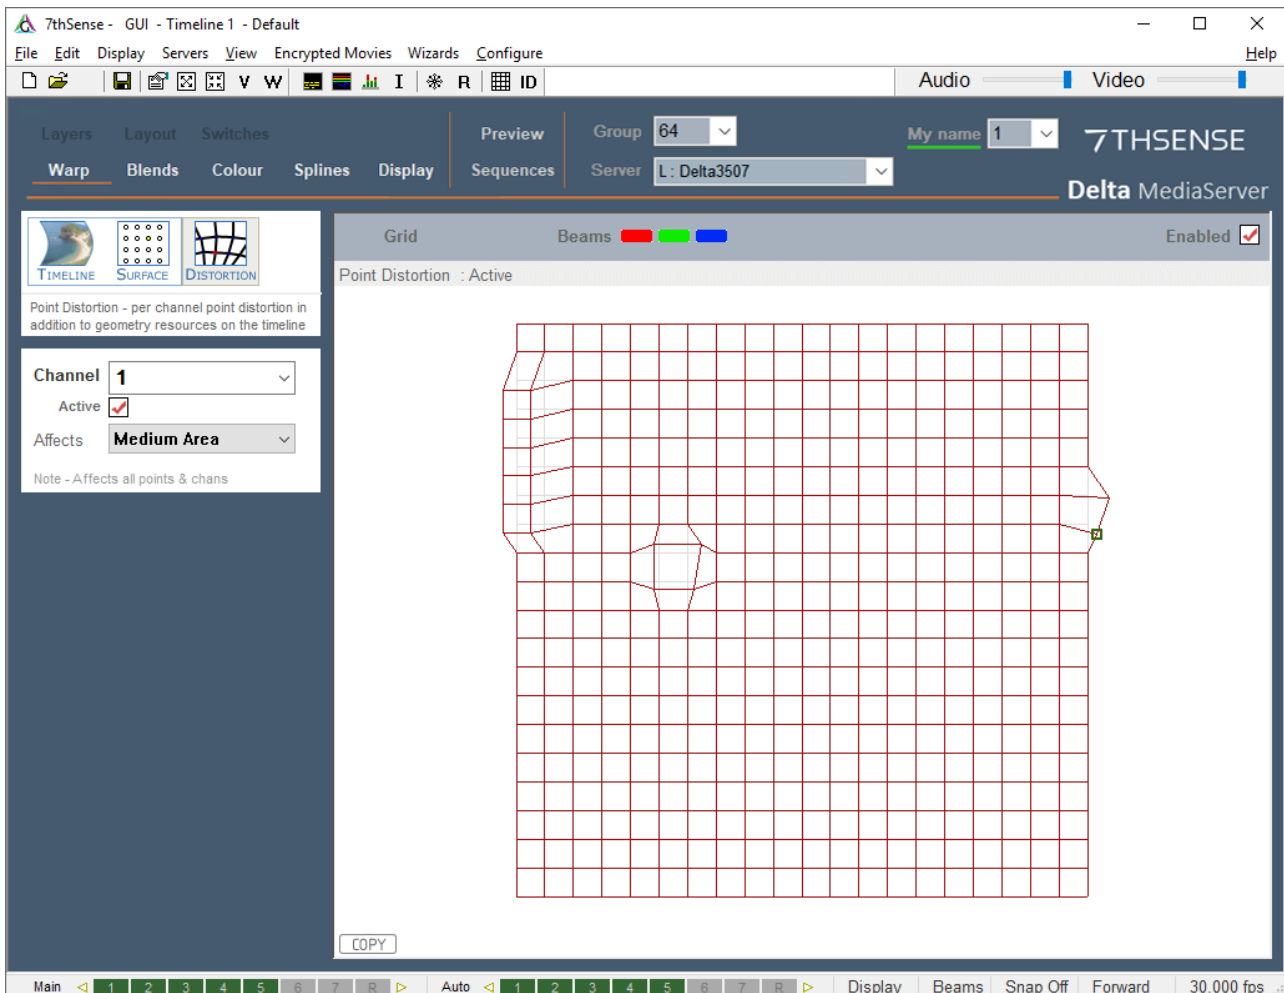 7thSense - GUI - Timeline 1 - Default
File Edit Display Servers View Encrypted Movies Wizards Configure Help
V W I R ID Audio Video
Layers Layout Switches Preview Group 64 My name 1 7THSENSE
Warp Blends Colour Splines Display Sequences Server L : Delta3507
Delta MediaServer
Grid Beams Enabled
TIMELINE SURFACE DISTORTION
Point Distortion : Active
Point Distortion - per channel point distortion in
addition to geometry resources on the timeline
Channel 1
Active
Affects Medium Area
Note - Affects all points & chans
COPY
Main 1 2 3 4 5 6 7 R Auto 1 2 3 4 5 6 7 R Display Beams Snap Off Forward 30.000 fps